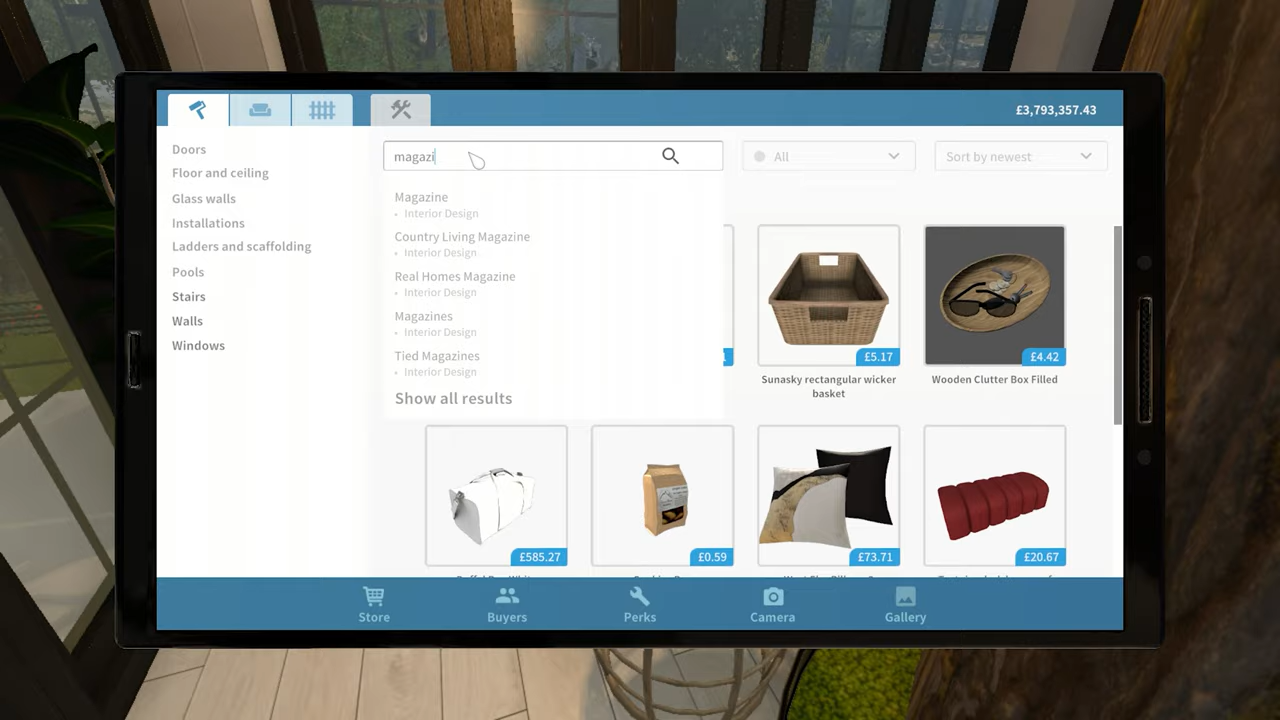 £3,793,357.43
magazi
All
Sort by newest
Doors
Floor and ceiling
Glass walls
Installations
Ladders and scaffolding
Pools
Stairs
Walls
Windows
Magazine
• Interior Design
Country Living Magazine
• Interior Design
Real Homes Magazine
• Interior Design
Magazines
• Interior Design
Tied Magazines
• Interior Design
Show all results
£5.17
£4.42
Sunasky rectangular wicker
basket
Wooden Clutter Box Filled
£585.27
£0.59
£73.71
£20.67
Store
Buyers
Perks
Camera
Gallery